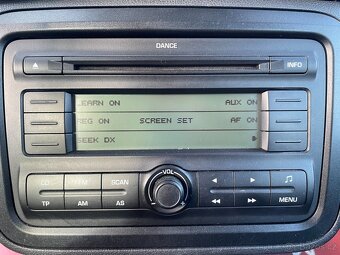 DANCE
INFO
LEARN ON
AUX ON
REG ON
SCREEN SET
AF ON
SEEK DX
CD
FM
SCAN
VOL
TP
AM
AS
MENU